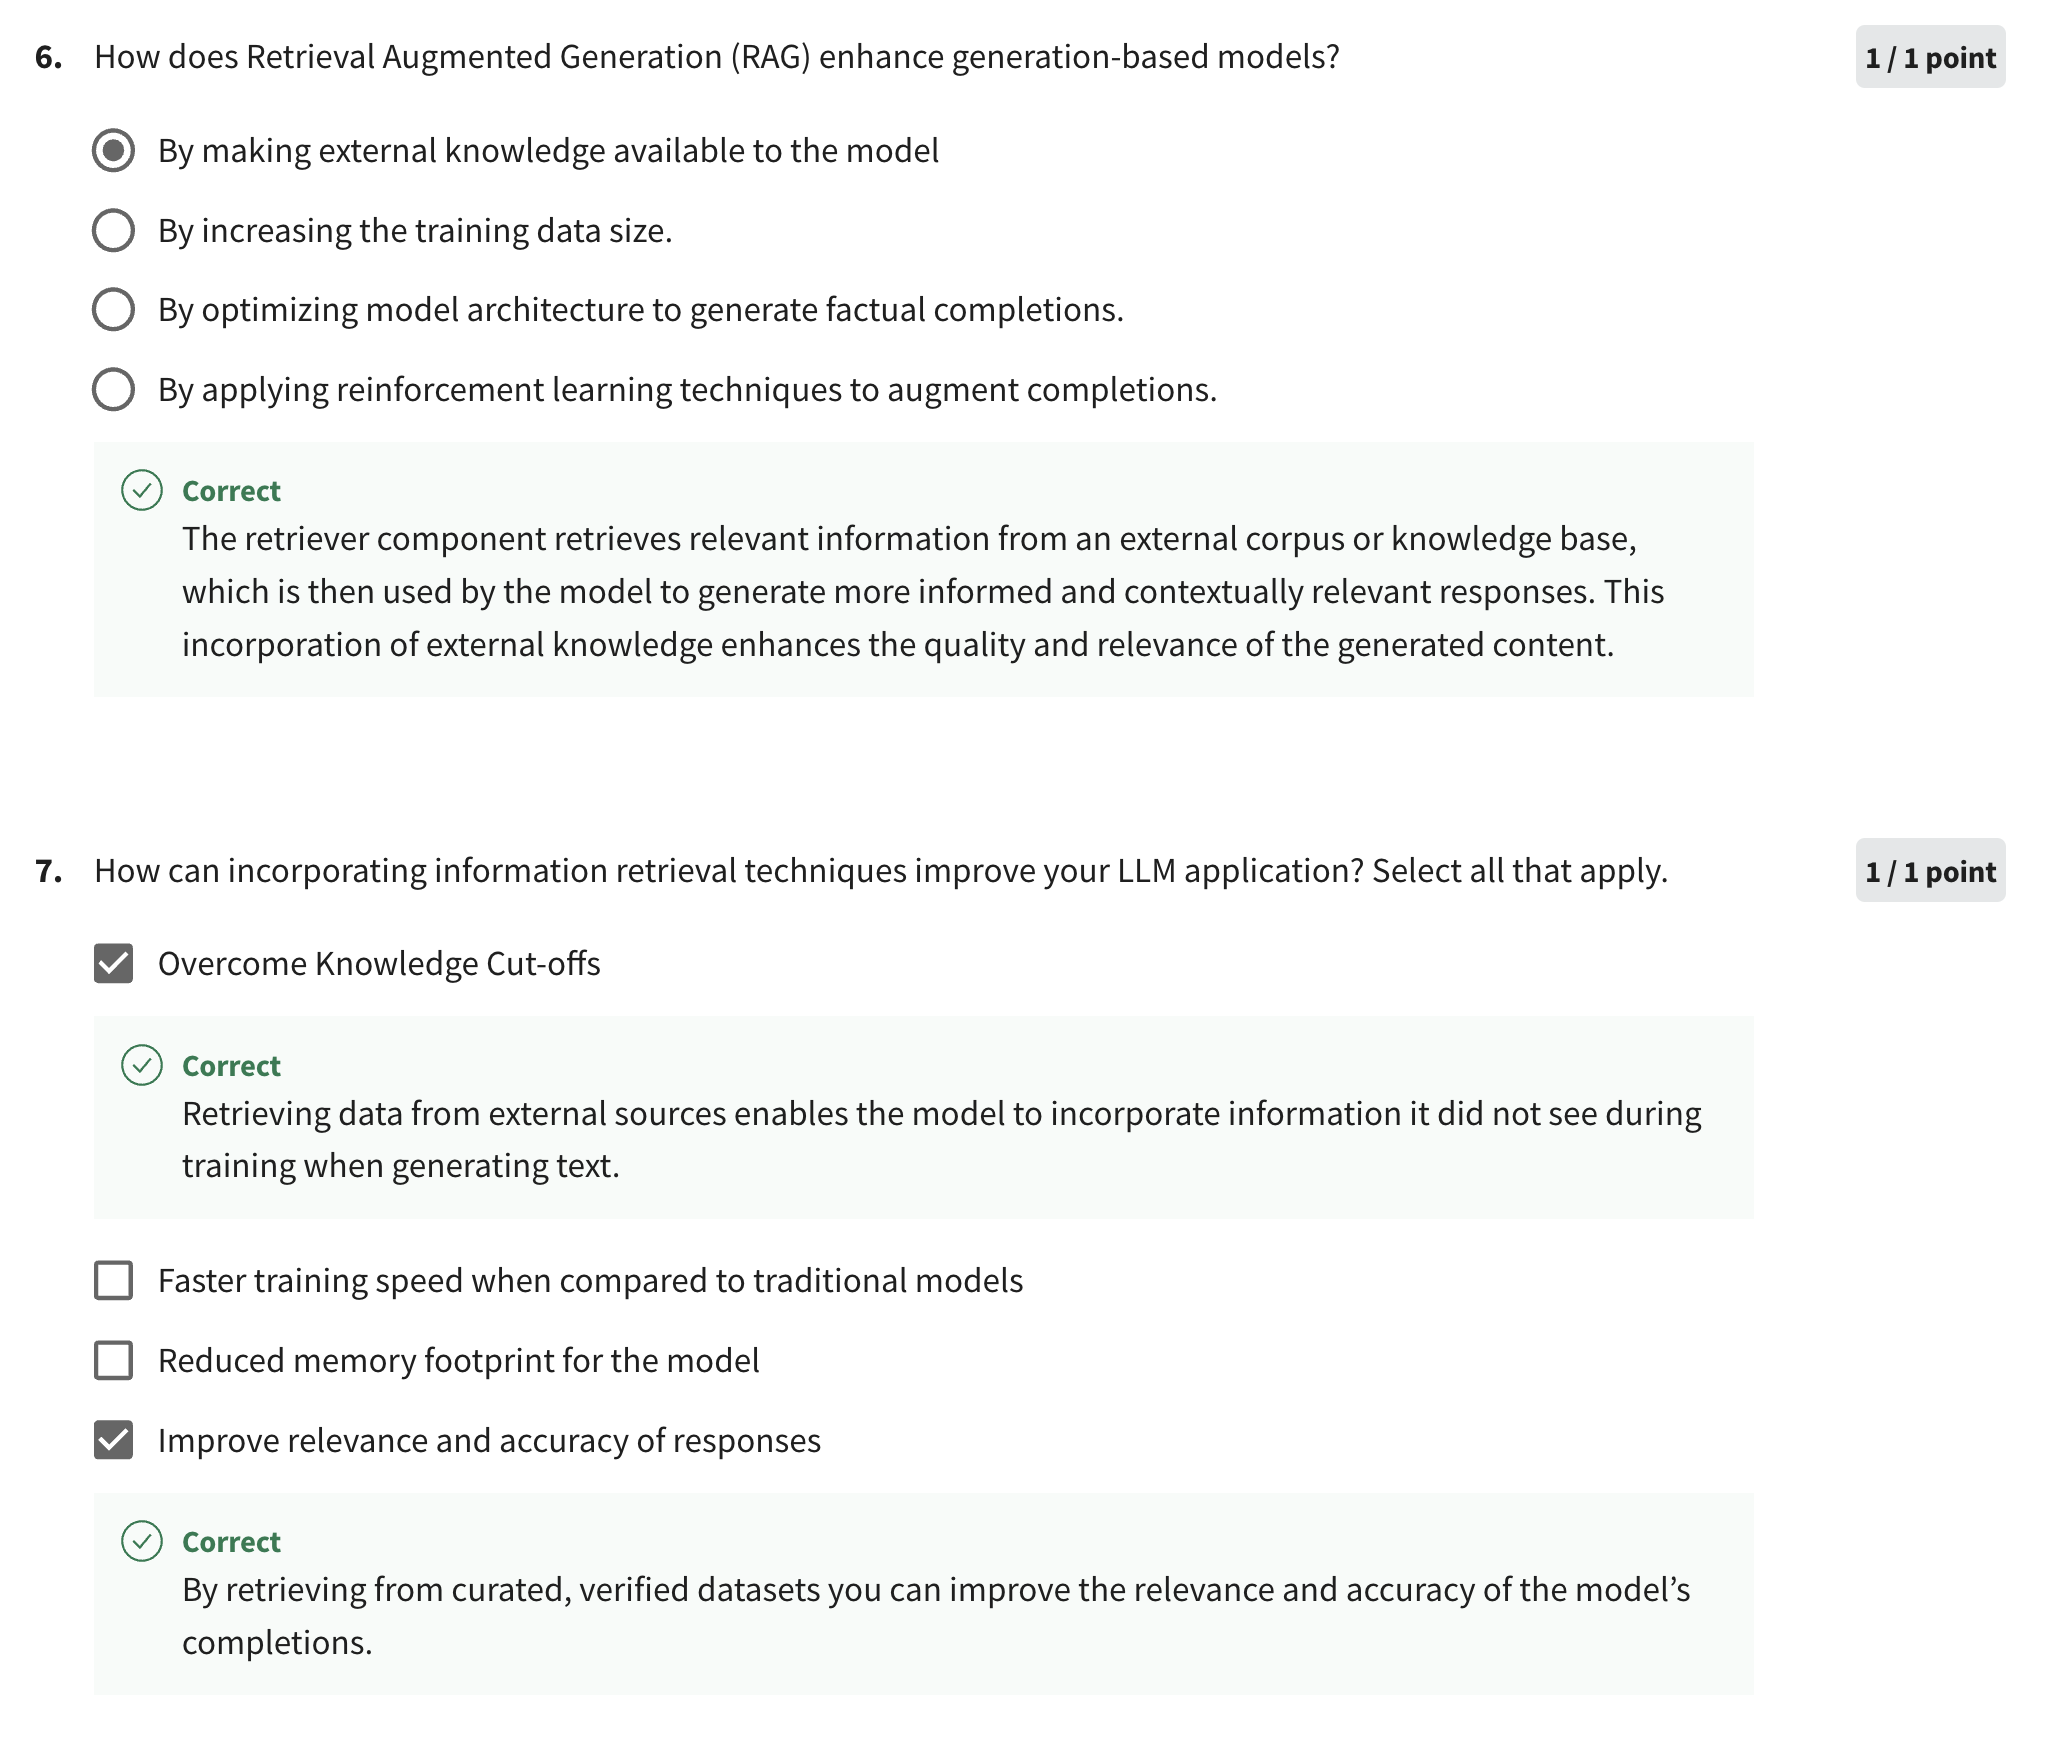 6. How does Retrieval Augmented Generation (RAG) enhance generation-based models?
1 / 1 point
By making external knowledge available to the model
By increasing the training data size.
By optimizing model architecture to generate factual completions.
By applying reinforcement learning techniques to augment completions.
Correct
The retriever component retrieves relevant information from an external corpus or knowledge base,
which is then used by the model to generate more informed and contextually relevant responses. This
incorporation of external knowledge enhances the quality and relevance of the generated content.
7. How can incorporating information retrieval techniques improve your LLM application? Select all that apply.
1 / 1 point
Overcome Knowledge Cut-offs
Correct
Retrieving data from external sources enables the model to incorporate information it did not see during
training when generating text.
Faster training speed when compared to traditional models
Reduced memory footprint for the model
Improve relevance and accuracy of responses
Correct
By retrieving from curated, verified datasets you can improve the relevance and accuracy of the model’s
completions.